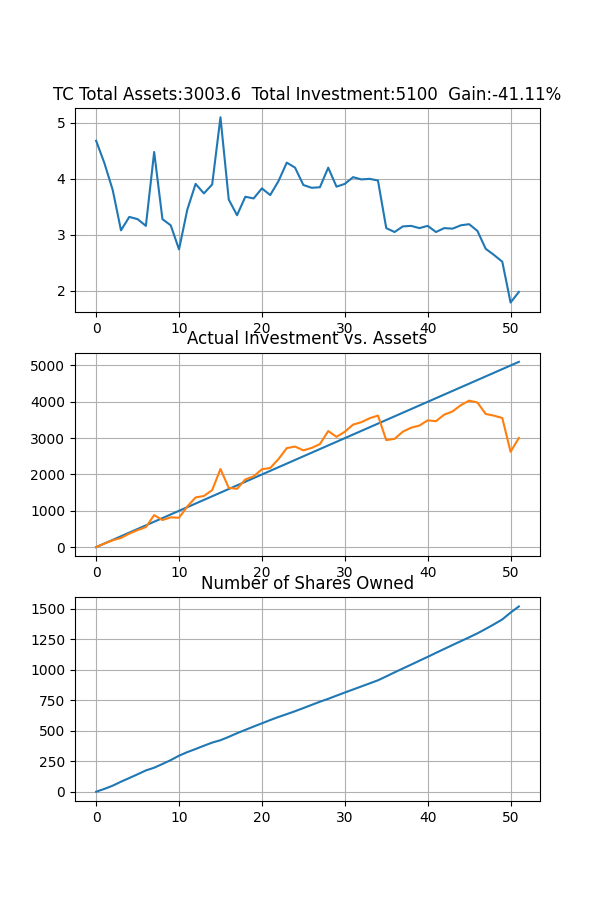 TC Total Assets:3003.6  Total Investment:5100  Gain:-41.11%
5
4
3
2
0 10 20 30 40 50
Actual Investment vs. Assets
5000
4000
3000
2000
1000
0
0 10 20 30 40 50
Number of Shares Owned
1500
1250
1000
750
500
250
0
0 10 20 30 40 50